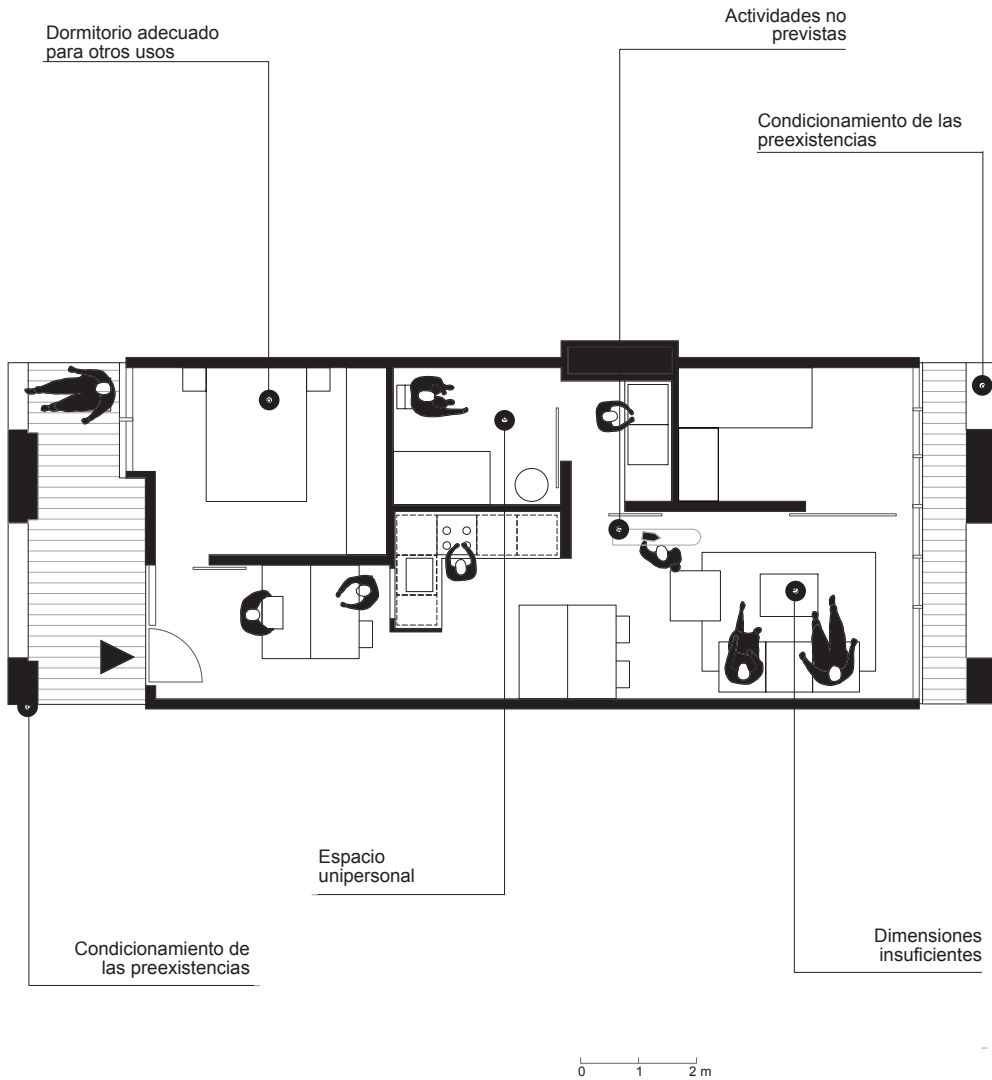 Dormitorio adecuado
para otros usos
Actividades no
previstas
Condicionamiento de las
preexistencias
Espacio
unipersonal
Condicionamiento de
las preexistencias
Dimensiones
insuficientes
0 1 2 m